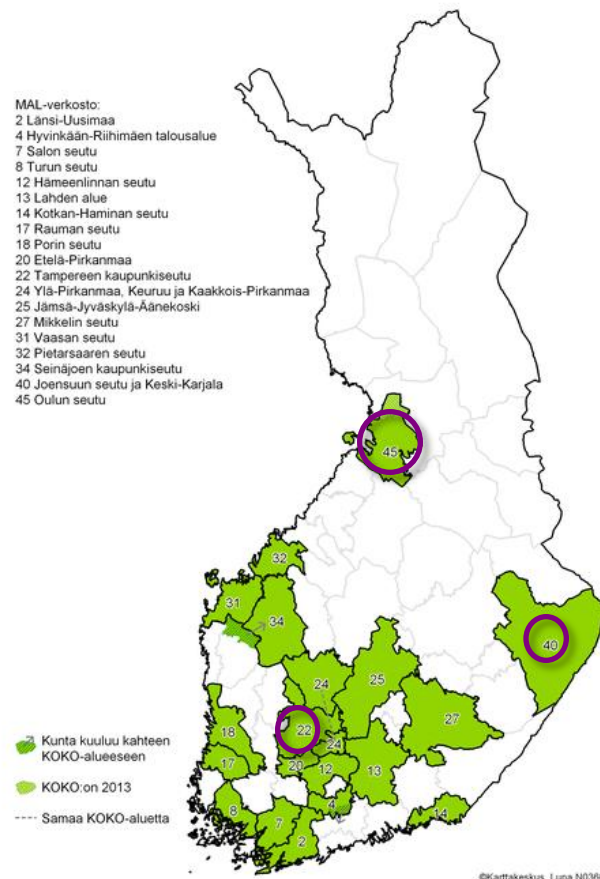 MAL-verkosto:
2 Länsi-Uusimaa
4 Hyvinkään-Riihimäen talousalue
7 Salon seutu
8 Turun seutu
12 Hämeenlinnan seutu
13 Lahden alue
14 Kotkan-Haminan seutu
17 Rauman seutu
18 Porin seutu
20 Etelä-Pirkanmaa
22 Tampereen kaupunkiseutu
24 Ylä-Pirkanmaa, Keuruu ja Kaakkois-Pirkanmaa
25 Jämsä-Jyväskylä-Äänekoski
27 Mikkelin seutu
31 Vaasan seutu
32 Pietarsaaren seutu
34 Seinäjoen kaupunkiseutu
40 Joensuun seutu ja Keski-Karjala
45 Oulun seutu
45
32
31
34
40
24
25
27
18
22
24
17
20
12
13
8
7
4
14
2
Kunta kuuluu kahteen
KOKO-alueeseen
KOKO:on 2013
Samaa KOKO-aluetta
©Karttakeskus, Lupa